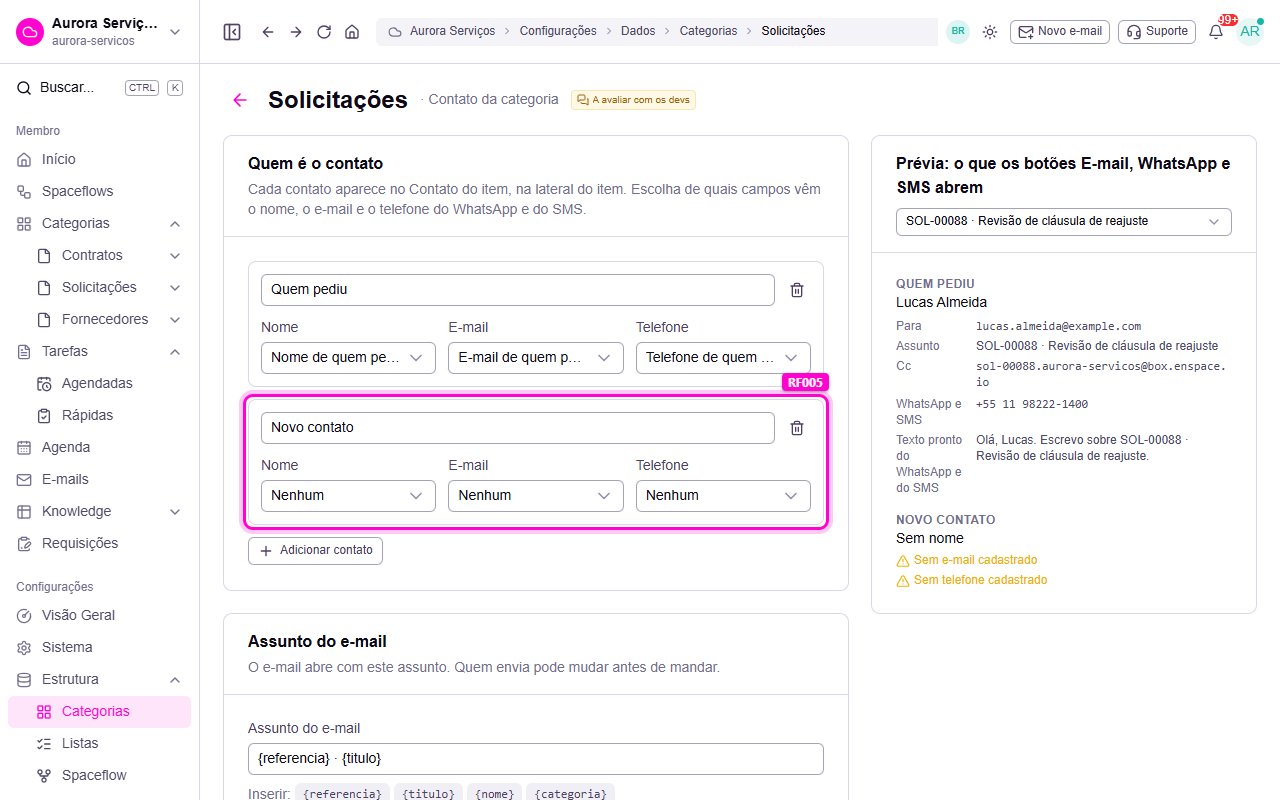 Aurora Serviç...
aurora-servicos
Aurora Serviços
Configurações
Dados
Categorias
Solicitações
BR
Novo e-mail
Suporte
99+
AR
Buscar...
CTRL
K
Membro
Início
Spaceflows
Categorias
Contratos
Solicitações
Fornecedores
Tarefas
Agendadas
Rápidas
Agenda
E-mails
Knowledge
Requisições
Configurações
Visão Geral
Sistema
Estrutura
Categorias
Listas
Spaceflow
Solicitações · Contato da categoria
A avaliar com os devs
Quem é o contato
Cada contato aparece no Contato do item, na lateral do item. Escolha de quais campos vêm
o nome, o e-mail e o telefone do WhatsApp e do SMS.
Quem pediu
Nome
E-mail
Telefone
Nome de quem pe...
E-mail de quem p...
Telefone de quem ...
RF005
Novo contato
Nome
E-mail
Telefone
Nenhum
Nenhum
Nenhum
Adicionar contato
Assunto do e-mail
O e-mail abre com este assunto. Quem envia pode mudar antes de mandar.
Assunto do e-mail
{referencia} · {titulo}
Inserir: {referencia} {titulo} {nome} {categoria}
Prévia: o que os botões E-mail, WhatsApp e
SMS abrem
SOL-00088 · Revisão de cláusula de reajuste
QUEM PEDIU
Lucas Almeida
Para lucas.almeida@example.com
Assunto SOL-00088 · Revisão de cláusula de reajuste
Cc sol-00088.aurora-servicos@box.enspace.
io
WhatsApp e +55 11 98222-1400
SMS
Texto pronto Olá, Lucas. Escrevo sobre SOL-00088 ·
do Revisão de cláusula de reajuste.
WhatsApp e
do SMS
NOVO CONTATO
Sem nome
Sem e-mail cadastrado
Sem telefone cadastrado